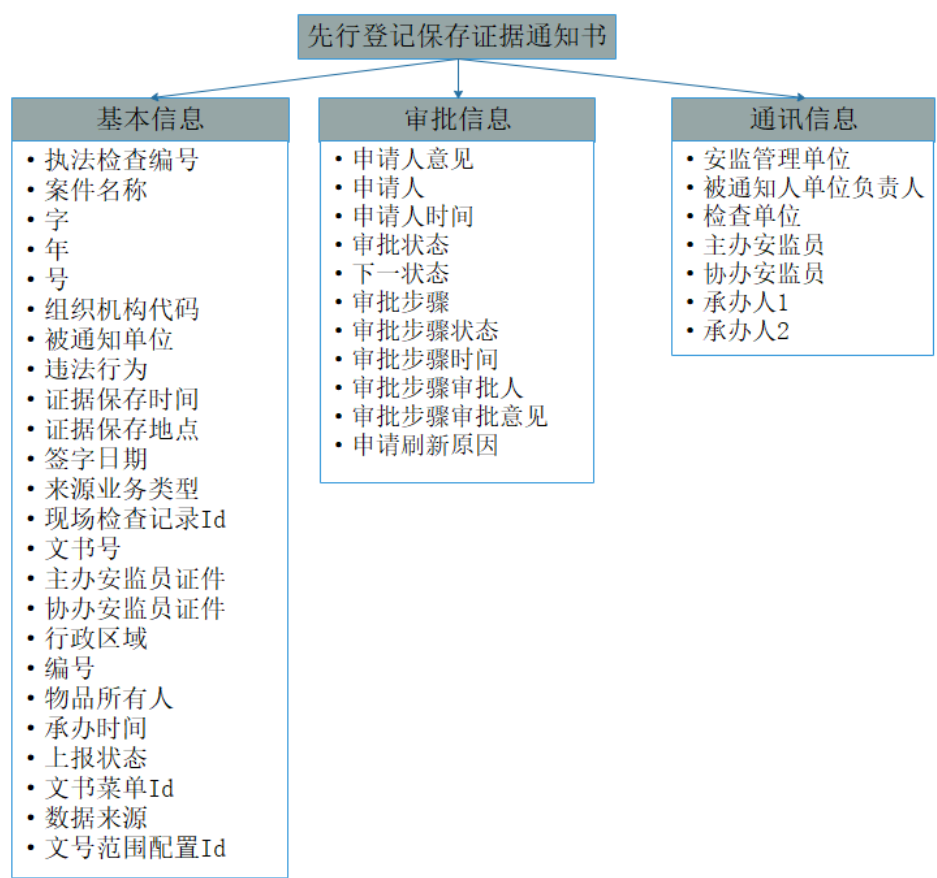 先行登记保存证据通知书
基本信息
• 执法检查编号
• 案件名称
• 字
• 年
• 号
• 组织机构代码
• 被通知单位
• 违法行为
• 证据保存时间
• 证据保存地点
• 签字日期
• 来源业务类型
• 现场检查记录Id
• 文书号
• 主办安监员证件
• 协办安监员证件
• 行政区域
• 编号
• 物品所有人
• 承办时间
• 上报状态
• 文书菜单Id
• 数据来源
• 文号范围配置Id
审批信息
• 申请人意见
• 申请人
• 申请人时间
• 审批状态
• 下一状态
• 审批步骤
• 审批步骤状态
• 审批步骤时间
• 审批步骤审批人
• 审批步骤审批意见
• 申请刷新原因
通讯信息
• 安监管理单位
• 被通知人单位负责人
• 检查单位
• 主办安监员
• 协办安监员
• 承办人1
• 承办人2